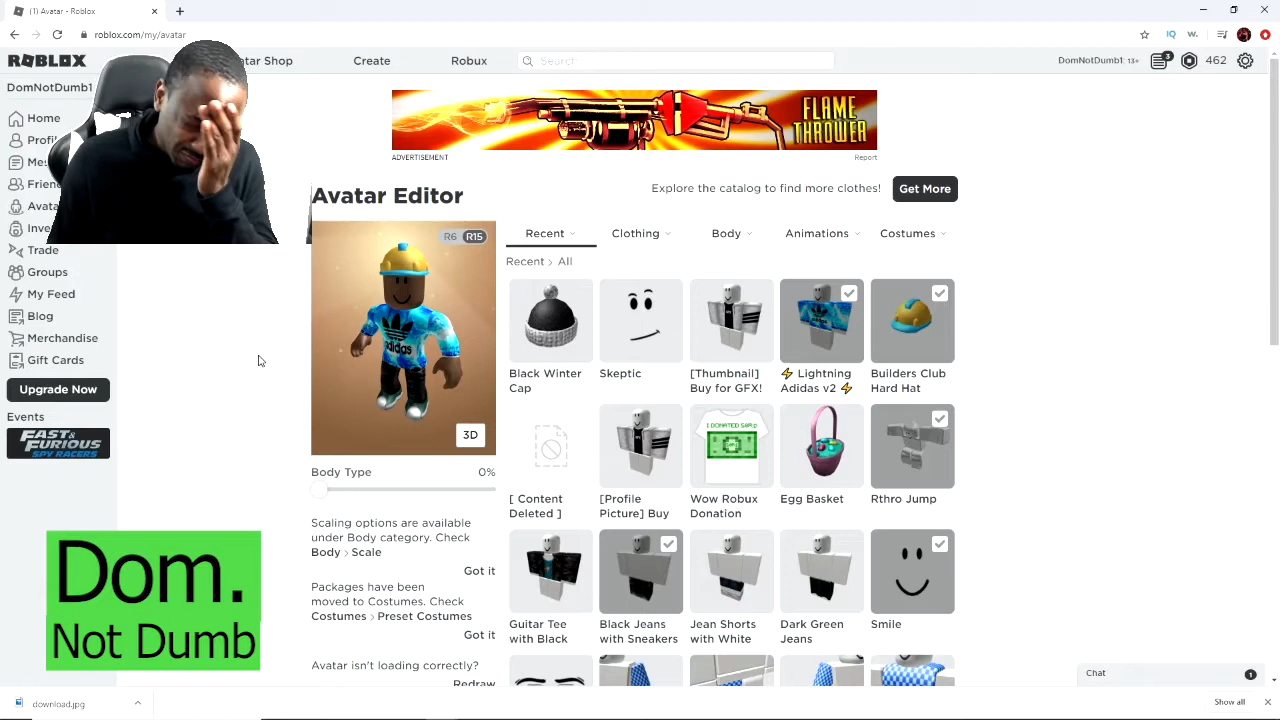 (1) Avatar - Roblox
roblox.com/my/avatar
IQ
W.
ROBLOX
Avatar Shop
Create
Robux
Search
DomNotDumb1: 13+
3
462
DomNotDumb1
FLAME
THROWER
ADVERTISEMENT
Report
Home
Friends
Trade
Groups
My Feed
Blog
Merchandise
Gift Cards
Upgrade Now
Events
FAST &
FURIOUS
SPY RACERS
Avatar Editor
Explore the catalog to find more clothes!
Get More
R6
R15
adidas
3D
Body Type
0%
Scaling options are available
under Body category. Check
Body > Scale
Got it
Packages have been
moved to Costumes. Check
Costumes > Preset Costumes
Got it
Avatar isn't loading correctly?
Redraw
Recent
Clothing
Body
Animations
Costumes
Recent > All
Black Winter
Cap
Skeptic
[Thumbnail]
Buy for GFX!
⚡ Lightning
Adidas v2 ⚡
Builders Club
Hard Hat
[ Content
Deleted ]
[Profile
Picture] Buy
Wow Robux
Donation
Egg Basket
Rthro Jump
Guitar Tee
with Black
Black Jeans
with Sneakers
Jean Shorts
with White
Dark Green
Jeans
Smile
Dom.
Not Dumb
Chat
1
download.jpg
Show all